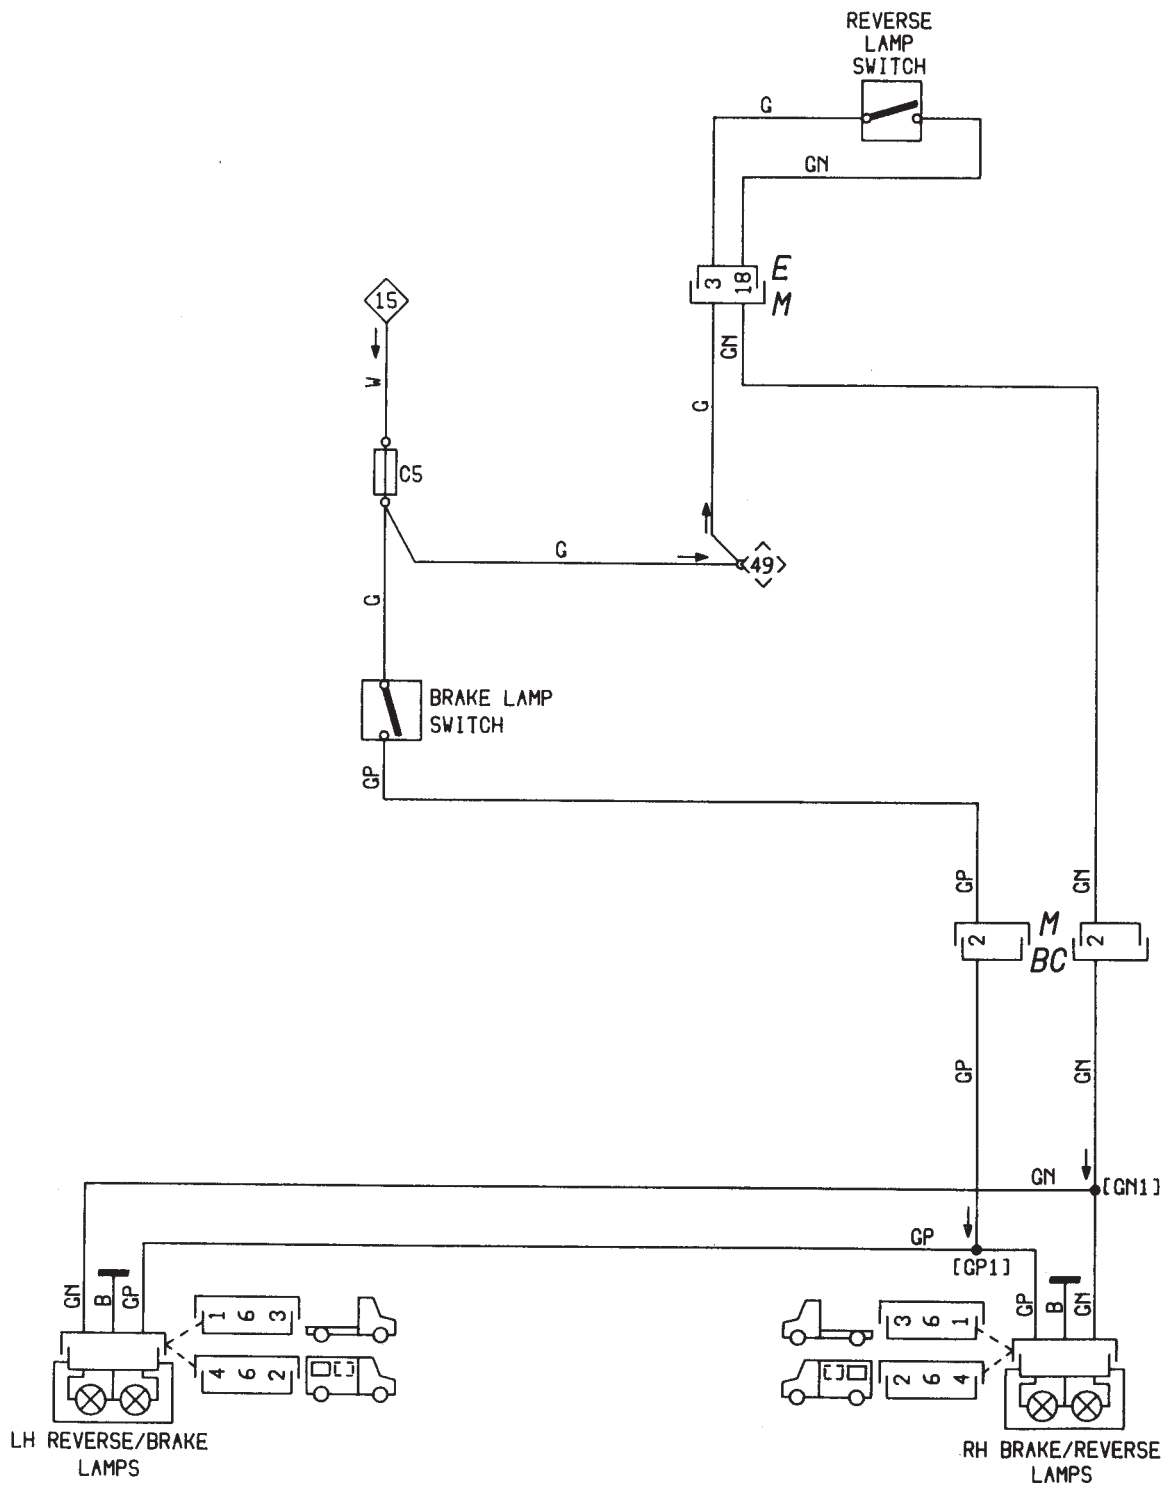 REVERSE
LAMP
SWITCH
G
GN
3
18
E
M
15
GN
W
G
C5
G
49
G
BRAKE LAMP
SWITCH
GP
GP
GN
2
M
2
BC
GP
GN
GN
[GN1]
GP
[GP1]
GN
B
GP
1 6 3
4 6 2
GP
B
GN
3 6 1
2 6 4
LH REVERSE/BRAKE
LAMPS
RH BRAKE/REVERSE
LAMPS